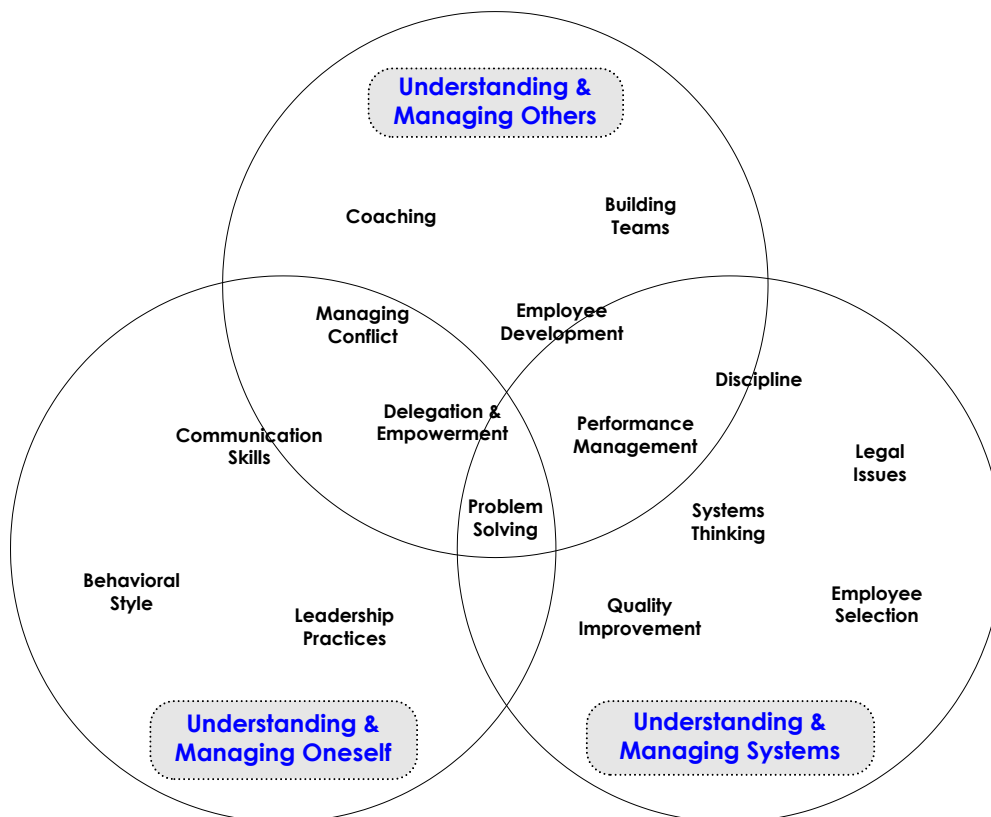 Understanding &
Managing Others
Coaching
Building
Teams
Managing
Conflict
Employee
Development
Discipline
Delegation &
Empowerment
Communication
Skills
Performance
Management
Legal
Issues
Problem
Solving
Systems
Thinking
Behavioral
Style
Leadership
Practices
Quality
Improvement
Employee
Selection
Understanding &
Managing Oneself
Understanding &
Managing Systems